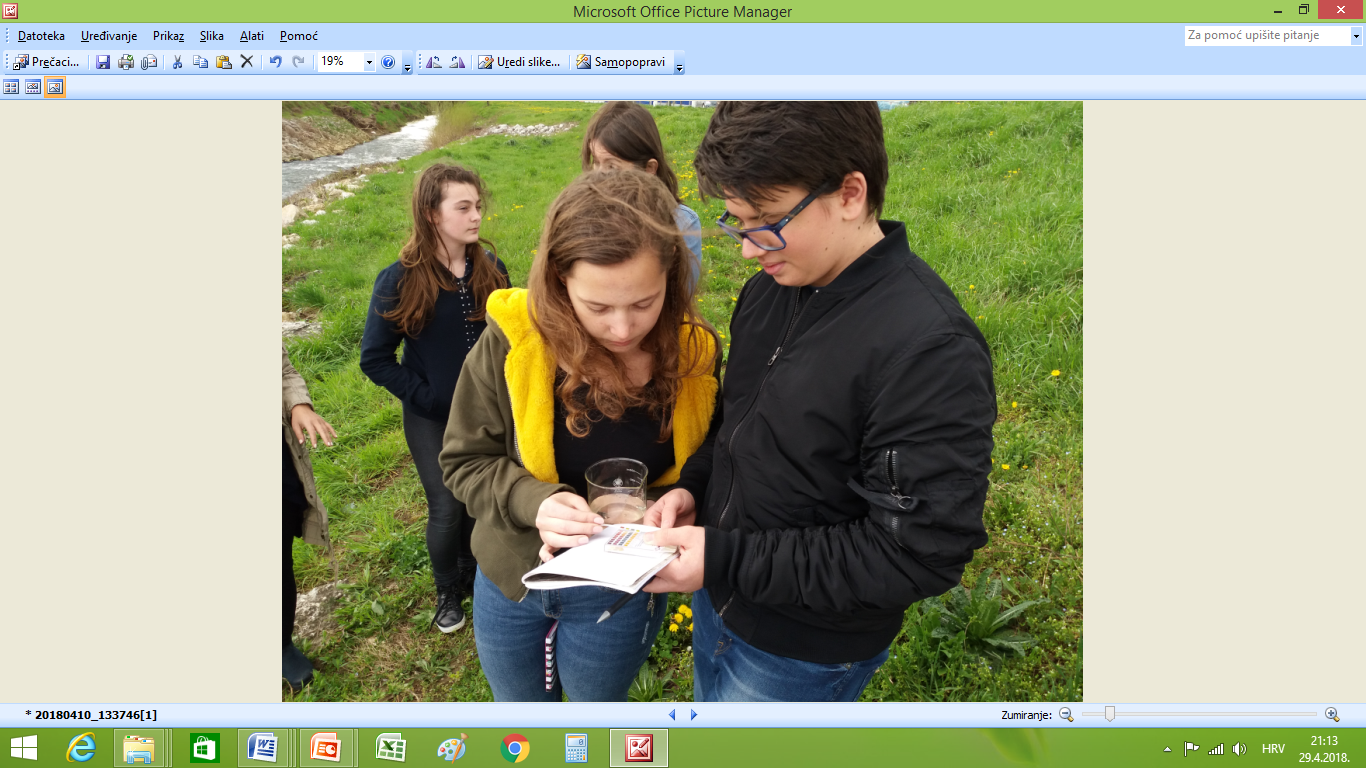 Microsoft Office Picture Manager
Datoteka Uređivanje Prikaz Slika Alati Pomoć
Za pomoć upišite pitanje
Prečaci... 19% Uredi slike... Samopopravi
* 20180410_133746[1]
Zumiranje:
HRV
21:13
29.4.2018.